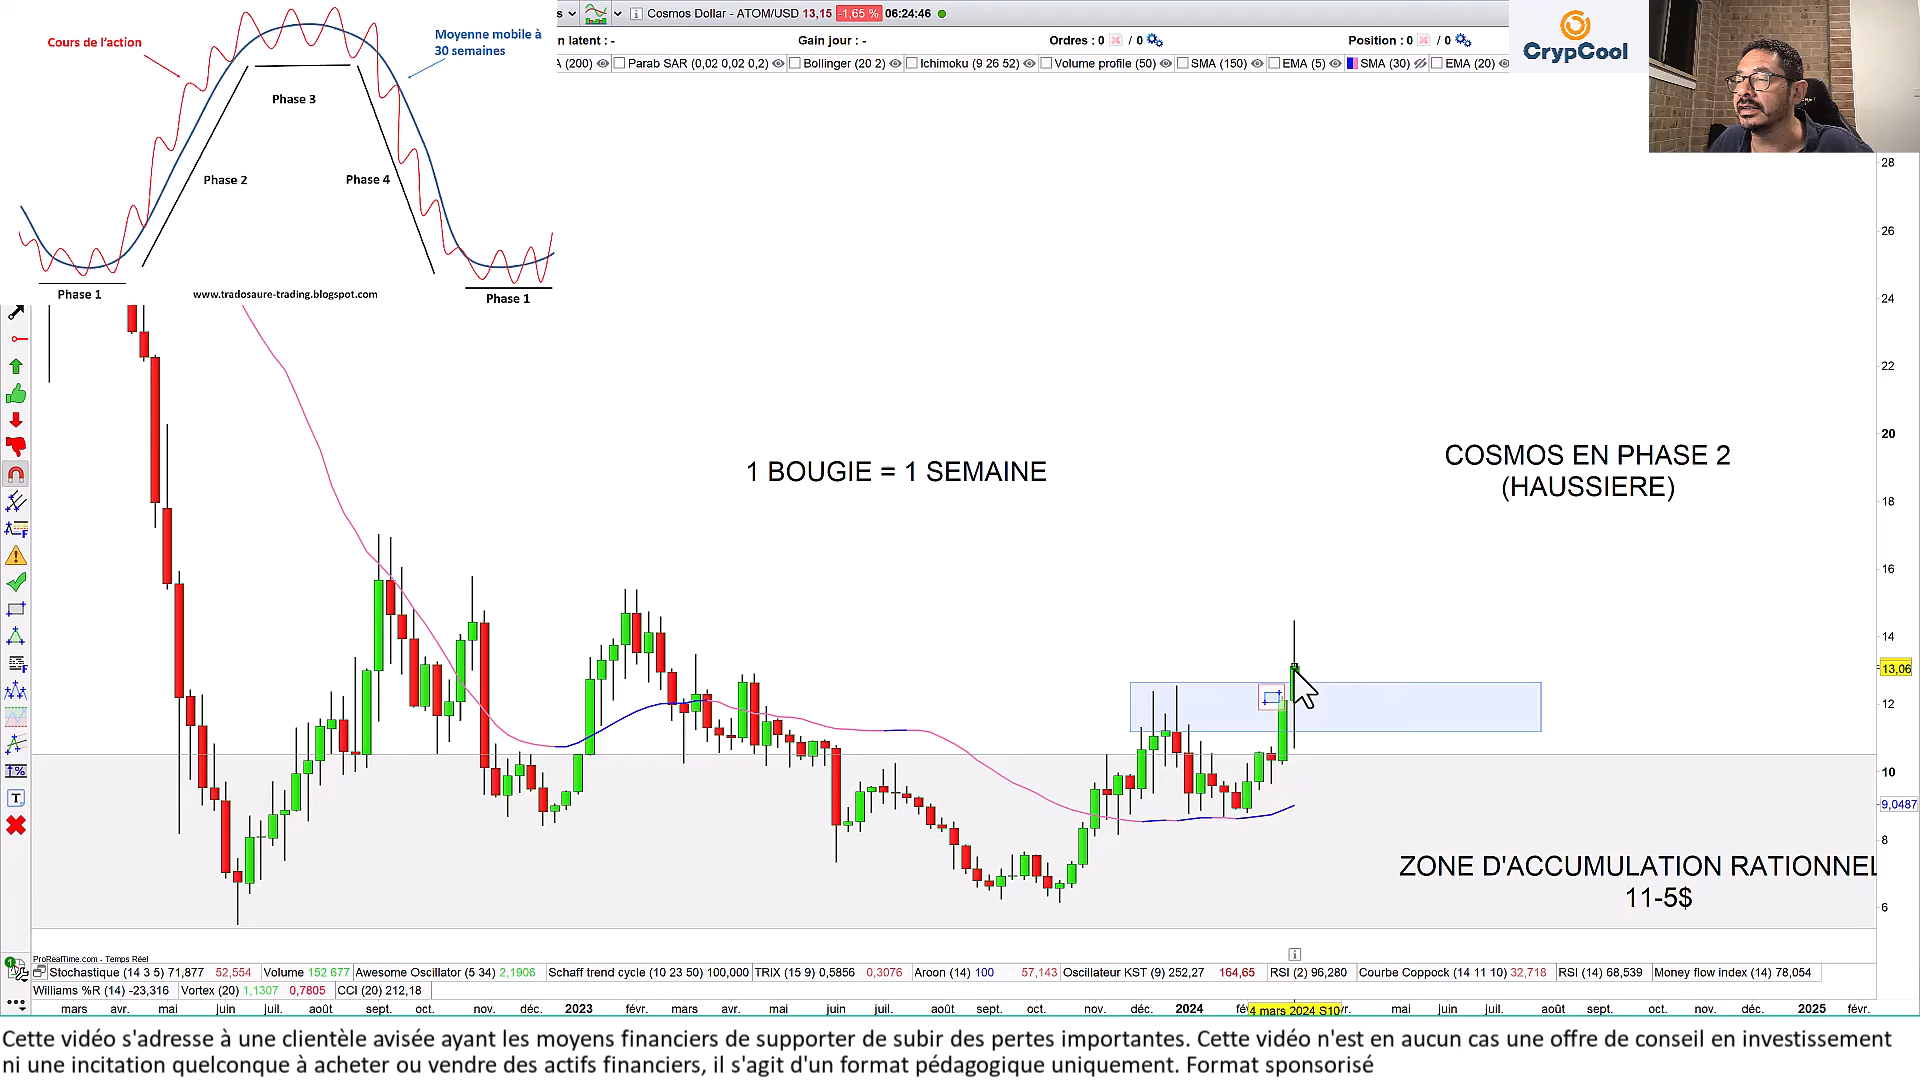 Cours de l'action
Moyenne mobile à
30 semaines
Phase 3
Phase 2
Phase 4
Phase 1
www.tradosaure-trading.blogspot.com
Phase 1
s
Cosmos Dollar - ATOM/USD 13,15 -1,65 % 06:24:46
n latent : -
Gain jour : -
Ordres : 0 / 0
Position : 0 / 0
(200)
Parab SAR (0,02 0,02 0,2)
Bollinger (20 2)
Ichimoku (9 26 52)
Volume profile (50)
SMA (150)
EMA (5)
SMA (30)
EMA (20)
CrypCool
28
26
24
22
20
18
16
14
13,06
12
10
9,0487
8
6
1 BOUGIE = 1 SEMAINE
COSMOS EN PHASE 2
(HAUSSIERE)
ZONE D'ACCUMULATION RATIONNEL
11-5$
ProRealTime.com - Temps Réel
Stochastique (14 3 5) 71,877 52,554
Volume 152 677
Awesome Oscillator (5 34) 2,1906
Schaff trend cycle (10 23 50) 100,000
TRIX (15 9) 0,5856 0,3076
Aroon (14) 100 57,143
Oscillateur KST (9) 252,27 164,65
RSI (2) 96,280
Courbe Coppock (14 11 10) 32,718
RSI (14) 68,539
Money flow index (14) 78,054
Williams %R (14) -23,316
Vortex (20) 1,1307 0,7805
CCI (20) 212,18
mars avr. mai juin juil. août sept. oct. nov. déc. 2023 févr. mars avr. mai juin juil. août sept. oct. nov. déc. 2024 fé 4 mars 2024 S10 r. mai juin juil. août sept. oct. nov. déc. 2025 févr.
Cette vidéo s'adresse à une clientèle avisée ayant les moyens financiers de supporter de subir des pertes importantes. Cette vidéo n'est en aucun cas une offre de conseil en investissement
ni une incitation quelconque à acheter ou vendre des actifs financiers, il s'agit d'un format pédagogique uniquement. Format sponsorisé